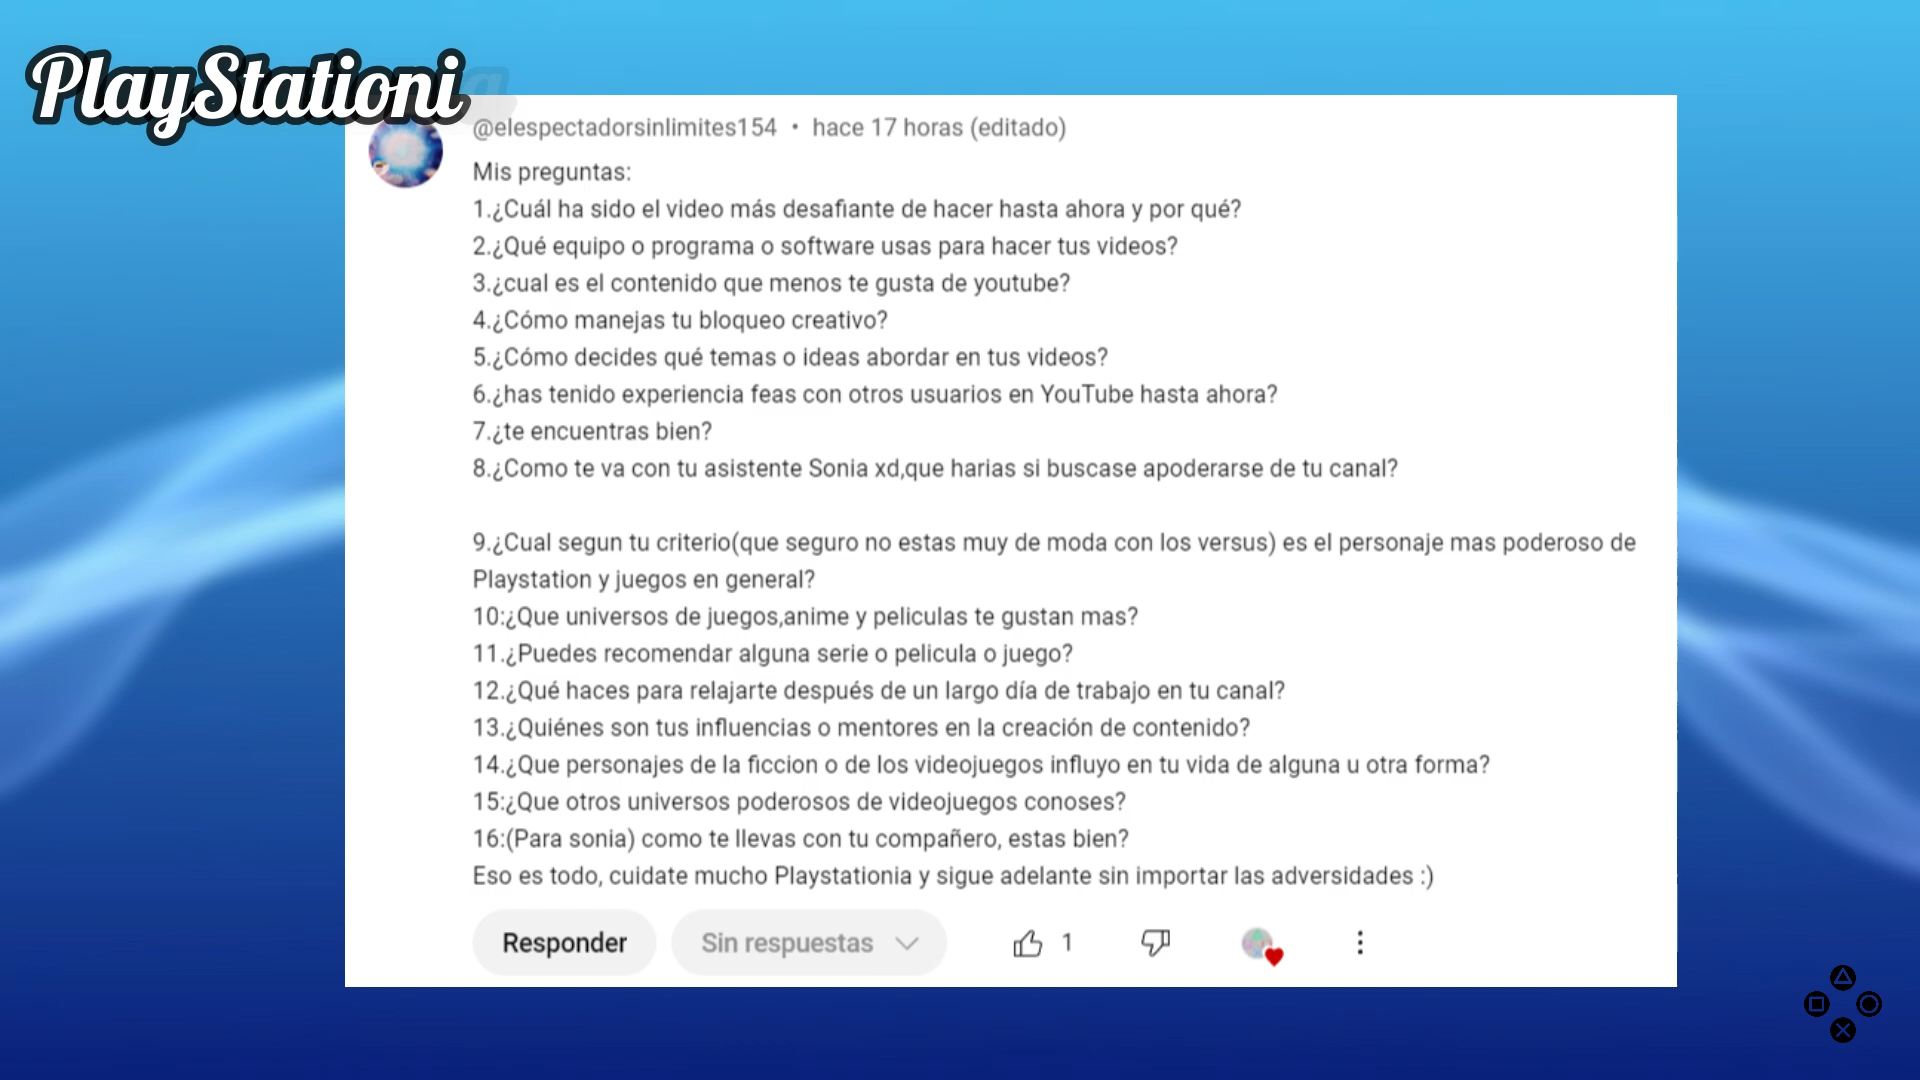 PlayStationia
@elespectadorsinlimites154 • hace 17 horas (editado)
Mis preguntas:
1.¿Cuál ha sido el video más desafiante de hacer hasta ahora y por qué?
2.¿Qué equipo o programa o software usas para hacer tus videos?
3.¿cual es el contenido que menos te gusta de youtube?
4.¿Cómo manejas tu bloqueo creativo?
5.¿Cómo decides qué temas o ideas abordar en tus videos?
6.¿has tenido experiencia feas con otros usuarios en YouTube hasta ahora?
7.¿te encuentras bien?
8.¿Como te va con tu asistente Sonia xd,que harias si buscase apoderarse de tu canal?
9.¿Cual segun tu criterio(que seguro no estas muy de moda con los versus) es el personaje mas poderoso de
Playstation y juegos en general?
10:¿Que universos de juegos,anime y peliculas te gustan mas?
11.¿Puedes recomendar alguna serie o pelicula o juego?
12.¿Qué haces para relajarte después de un largo día de trabajo en tu canal?
13.¿Quiénes son tus influencias o mentores en la creación de contenido?
14.¿Que personajes de la ficcion o de los videojuegos influyo en tu vida de alguna u otra forma?
15:¿Que otros universos poderosos de videojuegos conoses?
16:(Para sonia) como te llevas con tu compañero, estas bien?
Eso es todo, cuidate mucho Playstationia y sigue adelante sin importar las adversidades :)
Responder Sin respuestas 1